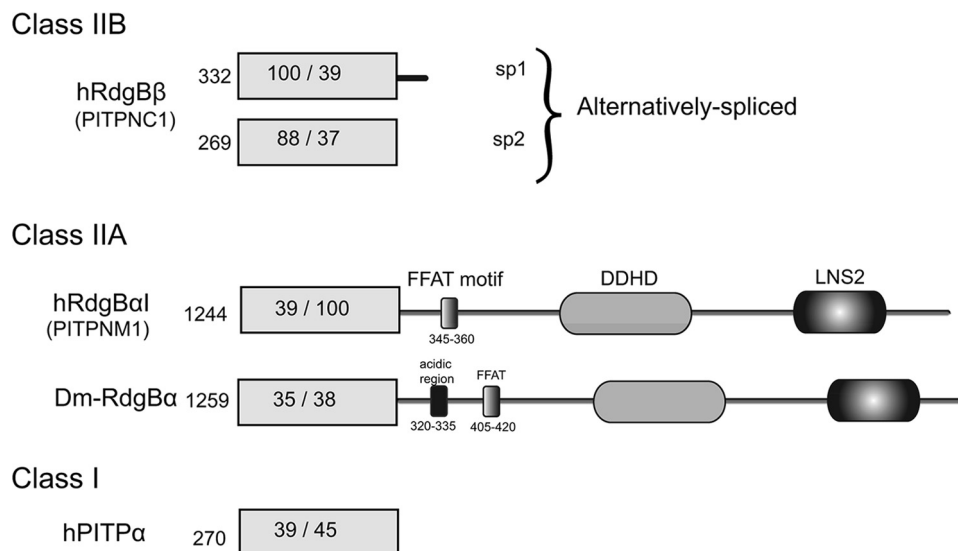 Class IIB
332 100 / 39 sp1
hRdgBβ
(PITPNC1)
Alternatively-spliced
269 88 / 37 sp2
Class IIA
FFAT motif DDHD LNS2
hRdgBαI
(PITPNM1)
1244 39 / 100
345-360
acidic
region
FFAT
Dm-RdgBα 1259 35 / 38
320-335 405-420
Class I
hPITPα 270 39 / 45